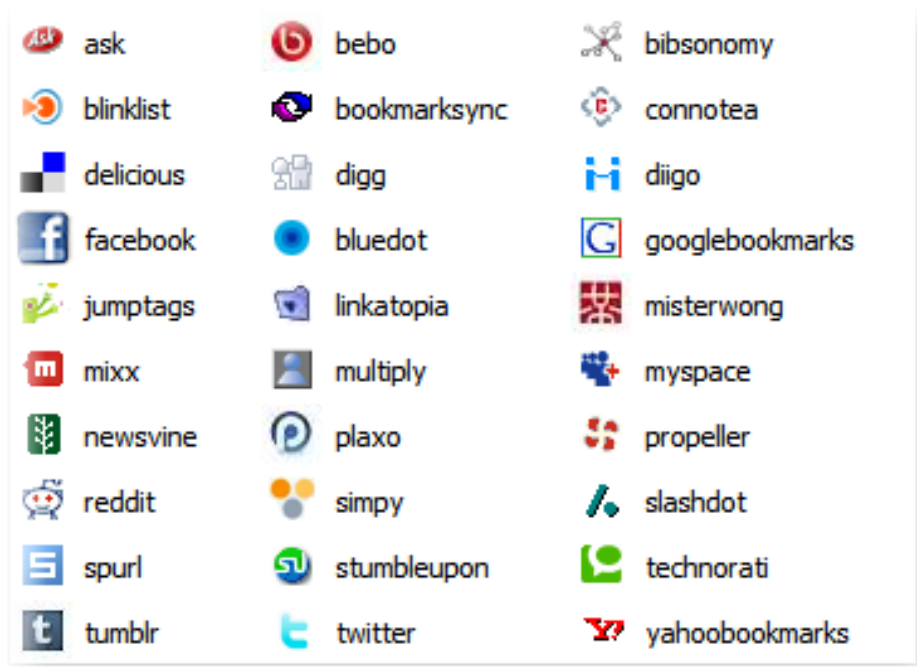 ask bebo bibsonomy
blinklist bookmarksync connotea
delicious digg diigo
facebook bluedot googlebookmarks
jumptags linkatopia misterwong
mixx multiply myspace
newsvine plaxo propeller
reddit simpy slashdot
spurl stumbleupon technorati
tumblr twitter yahoobookmarks